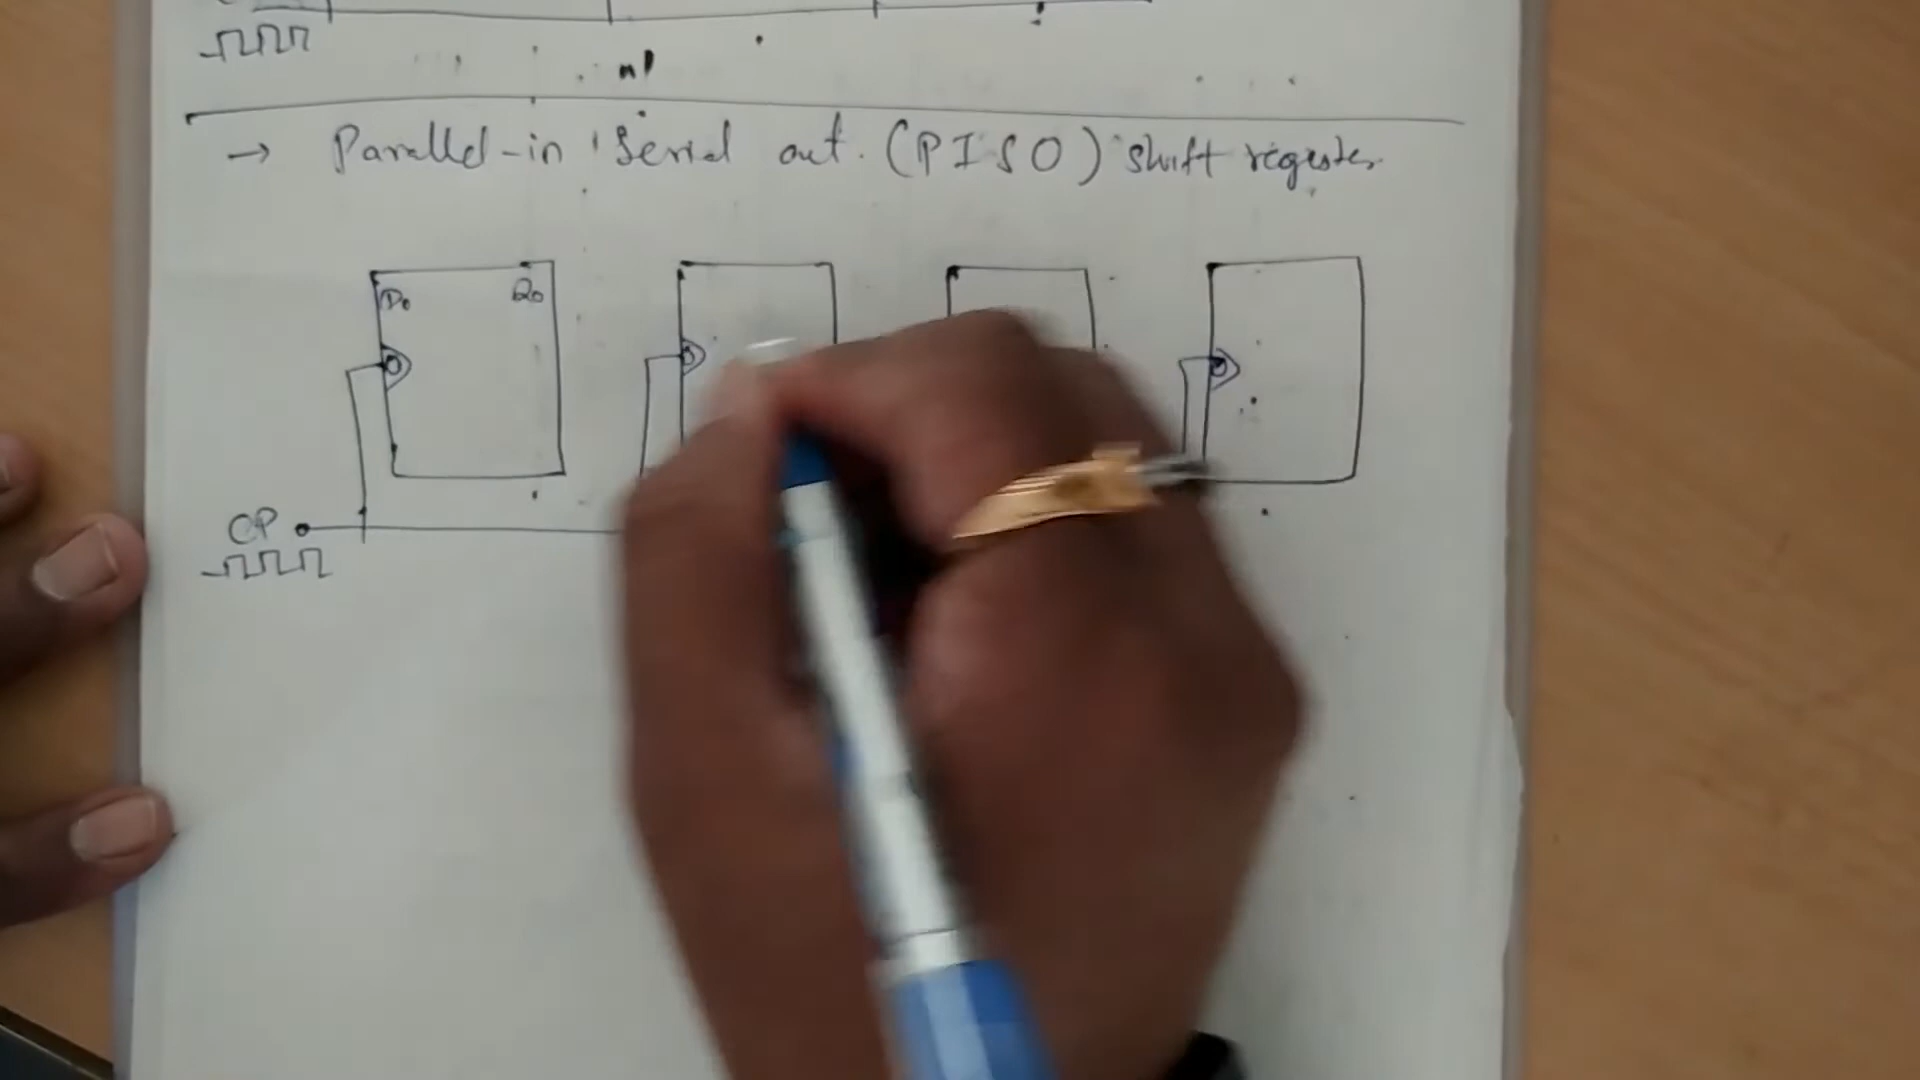 → Parallel-in Serial out (PISO) shift register
D0 Q0
CP